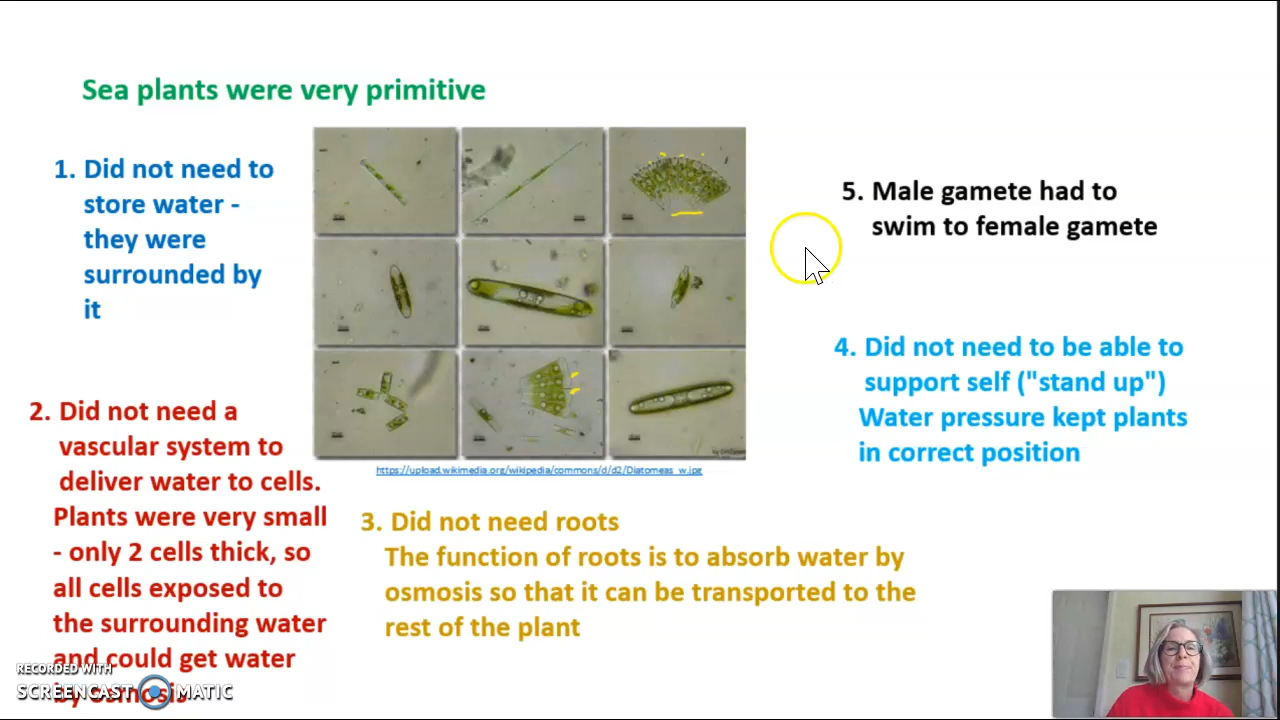 Sea plants were very primitive
1. Did not need to
store water -
they were
surrounded by
it
2. Did not need a
vascular system to
deliver water to cells.
Plants were very small
- only 2 cells thick, so
all cells exposed to
the surrounding water
and could get water
by osmosis
https://upload.wikimedia.org/wikipedia/commons/d/d2/Diatomeas_w.jpg
3. Did not need roots
The function of roots is to absorb water by
osmosis so that it can be transported to the
rest of the plant
5. Male gamete had to
swim to female gamete
4. Did not need to be able to
support self ("stand up")
Water pressure kept plants
in correct position
RECORDED WITH
SCREENCAST MATIC